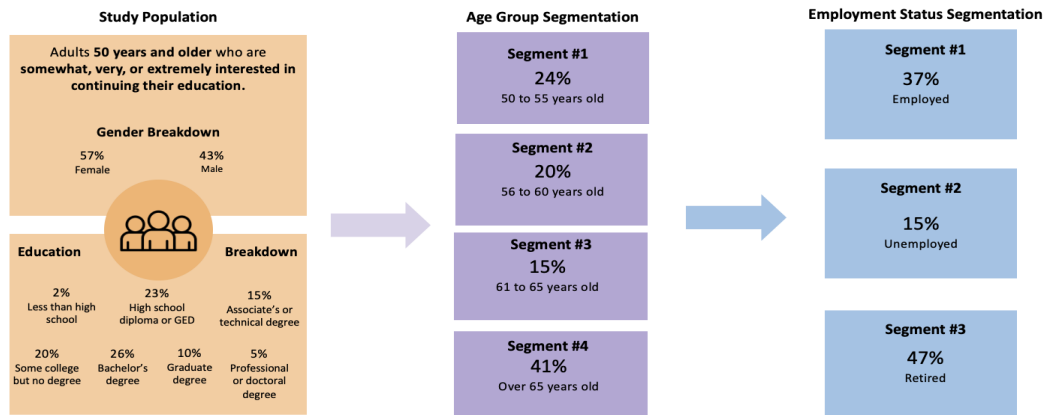 Study Population
Adults 50 years and older who are
somewhat, very, or extremely interested in
continuing their education.
Gender Breakdown
57%
Female
43%
Male
Education
Breakdown
2%
Less than high
school
23%
High school
diploma or GED
15%
Associate's or
technical degree
20%
Some college
but no degree
26%
Bachelor's
degree
10%
Graduate
degree
5%
Professional
or doctoral
degree
Age Group Segmentation
Segment #1
24%
50 to 55 years old
Segment #2
20%
56 to 60 years old
Segment #3
15%
61 to 65 years old
Segment #4
41%
Over 65 years old
Employment Status Segmentation
Segment #1
37%
Employed
Segment #2
15%
Unemployed
Segment #3
47%
Retired